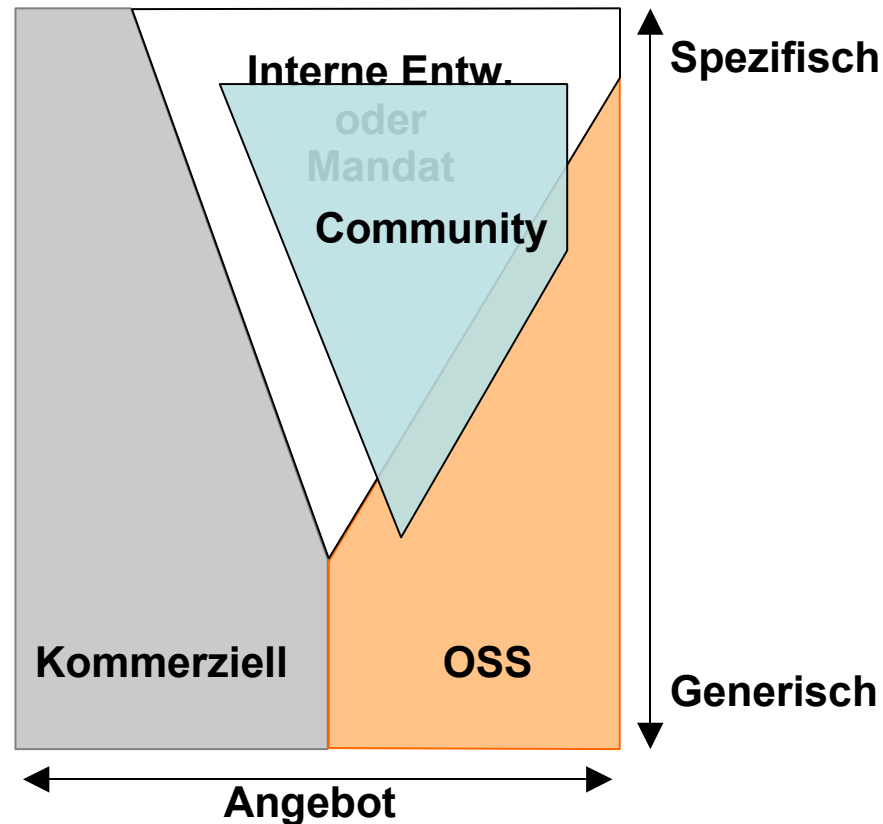 Interne Entw.
oder
Mandat
Community
Spezifisch
Kommerziell
OSS
Generisch
Angebot